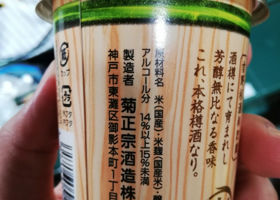 酒樽にて育まれし
芳醇無比なる香味
これ、本格樽酒なり。
原材料名 米(国産)・米麹(国産米)・醸
アルコール分 14%以上15%未満
製造者 菊正宗酒造株
神戸市東灘区御影本町1丁目